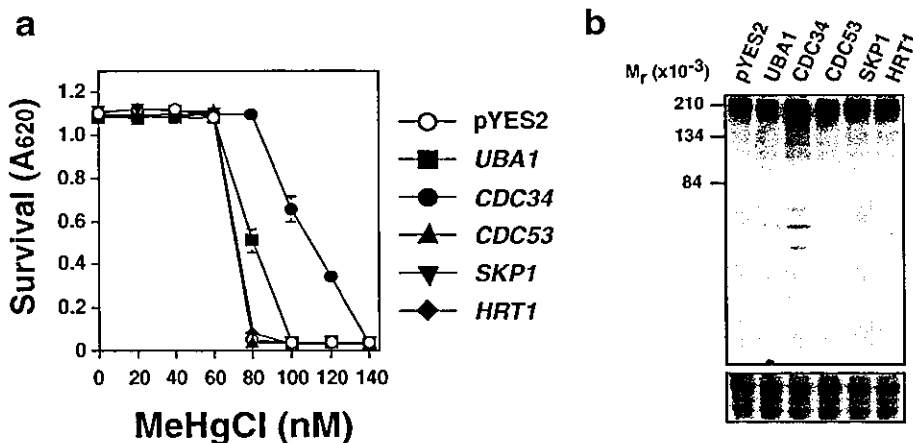 a
Survival (A620)
1.2
1.0
0.8
0.6
0.4
0.2
0
0 20 40 60 80 100 120 140
MeHgCl (nM)
pYES2
UBA1
CDC34
CDC53
SKP1
HRT1
b
Mr (x10-3)
pYES2
UBA1
CDC34
CDC53
SKP1
HRT1
210
134
84